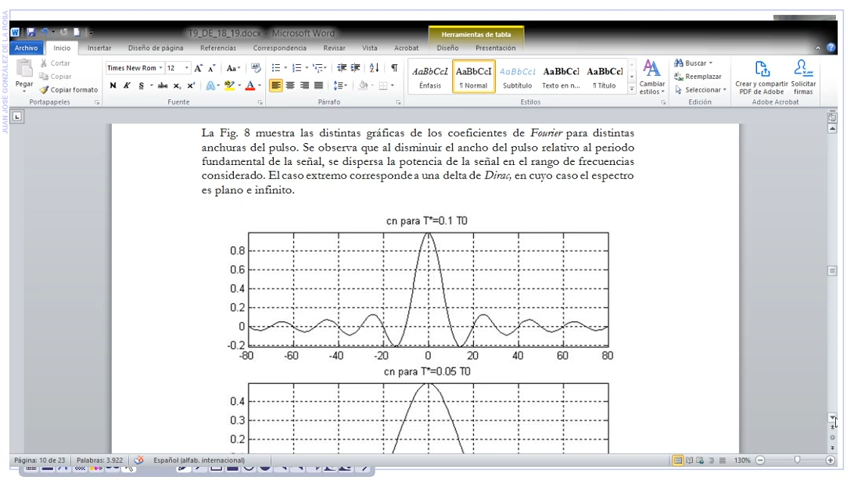 T9_DE_18_19.docx - Microsoft Word
Herramientas de tabla
Archivo Inicio Insertar Diseño de página Referencias Correspondencia Revisar Vista Acrobat Diseño Presentación
Pegar
Cortar
Copiar
Copiar formato
Portapapeles
Times New Rom 12
N K S abc x₂ x²
Fuente
Párrafo
AaBbCcI AaBbCcI AaBbCcI AaBbCc AaBbCcI
Énfasis ¶ Normal Subtítulo Texto en n... ¶ Título
Cambiar estilos
Estilos
Buscar
Reemplazar
Seleccionar
Edición
Crear y compartir PDF de Adobe
Solicitar firmas
Adobe Acrobat
JUAN JOSE GONZALEZ DE LA ROSA
La Fig. 8 muestra las distintas gráficas de los coeficientes de Fourier para distintas
anchuras del pulso. Se observa que al disminuir el ancho del pulso relativo al periodo
fundamental de la señal, se dispersa la potencia de la señal en el rango de frecuencias
considerado. El caso extremo corresponde a una delta de Dirac, en cuyo caso el espectro
es plano e infinito.
cn para T*=0.1 T0
0.8
0.6
0.4
0.2
0
-0.2
-80 -60 -40 -20 0 20 40 60 80
cn para T*=0.05 T0
0.4
0.3
0.2
Página: 10 de 23 Palabras: 3.922 Español (alfab. internacional) 130%